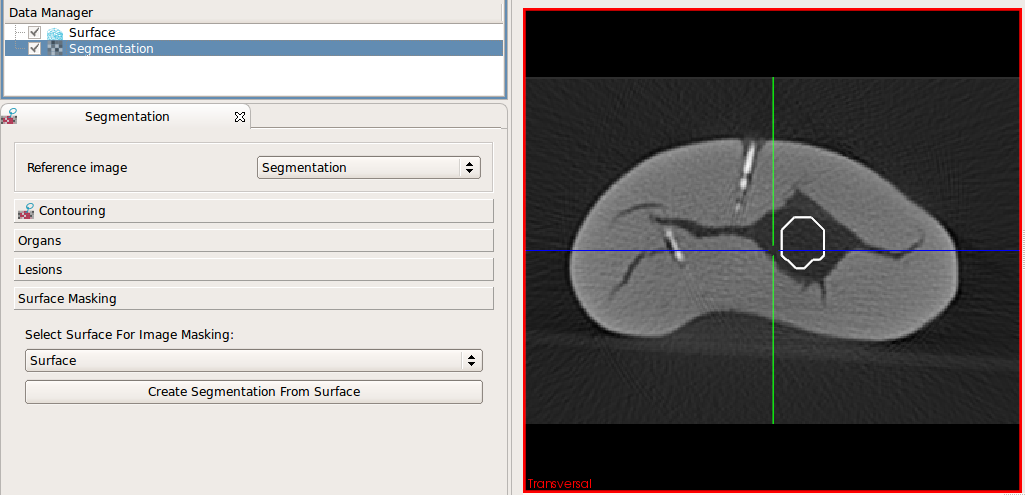 Data Manager
Surface
Segmentation
Segmentation
Reference image
Segmentation
Contouring
Organs
Lesions
Surface Masking
Select Surface For Image Masking:
Surface
Create Segmentation From Surface
Transversal